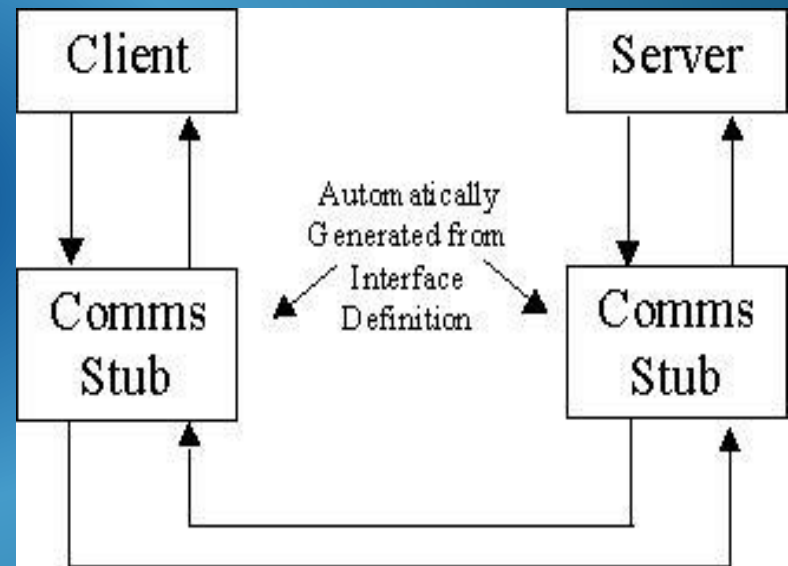 Client
Server
Automatically
Generated from
Interface
Definition
Comms
Stub
Comms
Stub